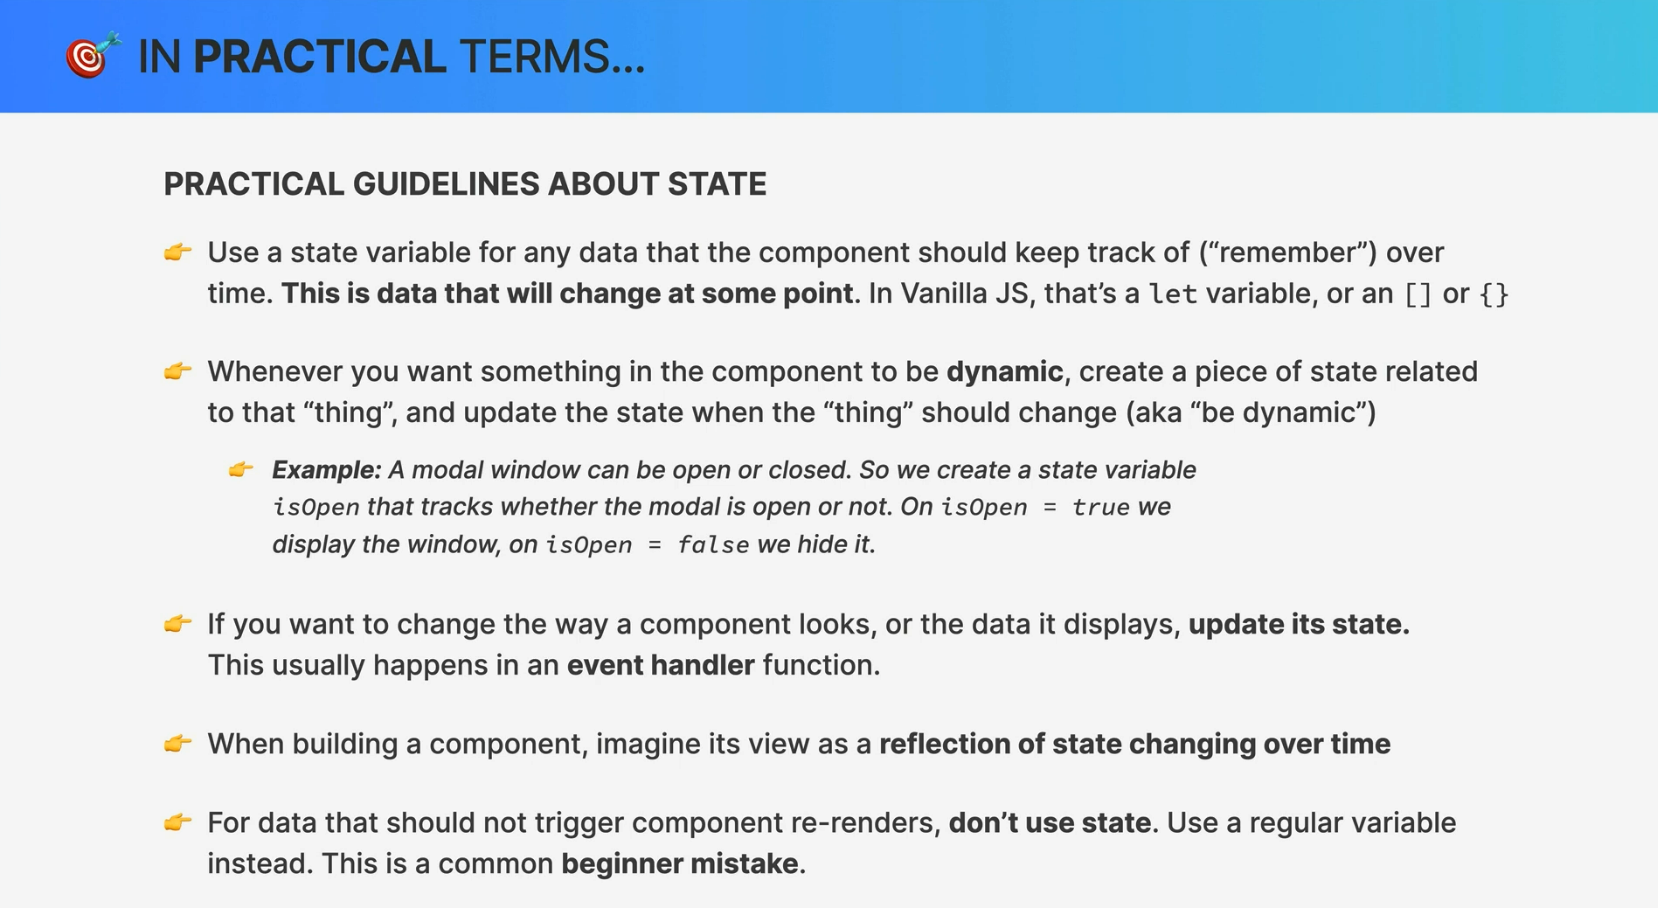 🎯 IN PRACTICAL TERMS...
PRACTICAL GUIDELINES ABOUT STATE
👉 Use a state variable for any data that the component should keep track of (“remember”) over
time. This is data that will change at some point. In Vanilla JS, that’s a let variable, or an [] or {}
👉 Whenever you want something in the component to be dynamic, create a piece of state related
to that “thing”, and update the state when the “thing” should change (aka “be dynamic”)
👉 Example: A modal window can be open or closed. So we create a state variable
isOpen that tracks whether the modal is open or not. On isOpen = true we
display the window, on isOpen = false we hide it.
👉 If you want to change the way a component looks, or the data it displays, update its state.
This usually happens in an event handler function.
👉 When building a component, imagine its view as a reflection of state changing over time
👉 For data that should not trigger component re-renders, don’t use state. Use a regular variable
instead. This is a common beginner mistake.